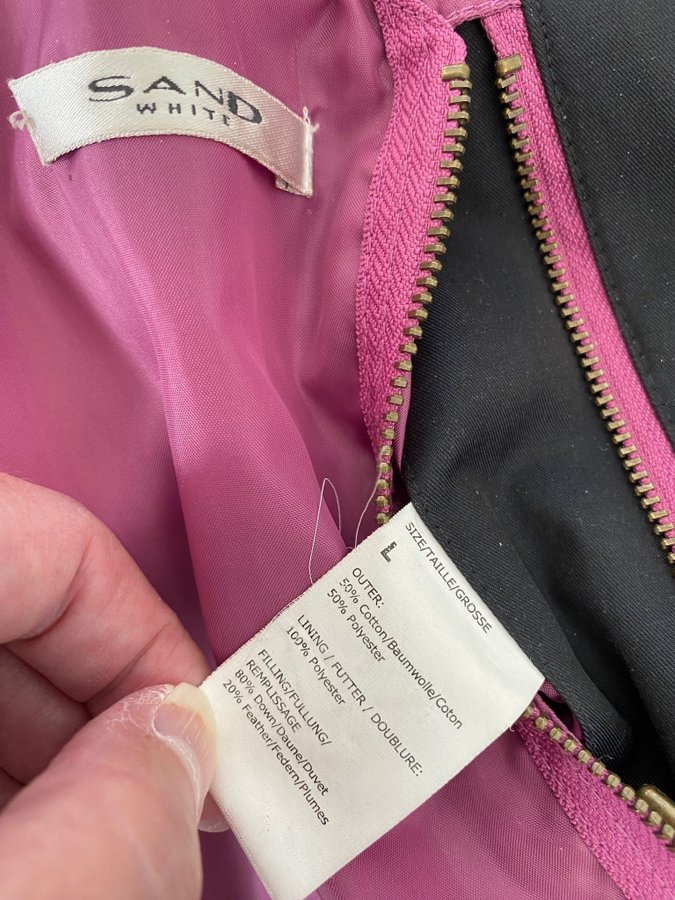 SAND
WHITE
SIZE/TAILLE/GROSSE
L
OUTER:
50% Cotton/Baumwolle/Coton
50% Polyester
LINING / FUTTER / DOUBLURE:
100% Polyester
FILLING/FULLUNG/
REMPLISSAGE
80% Down/Daune/Duvet
20% Feather/Federn/Plumes